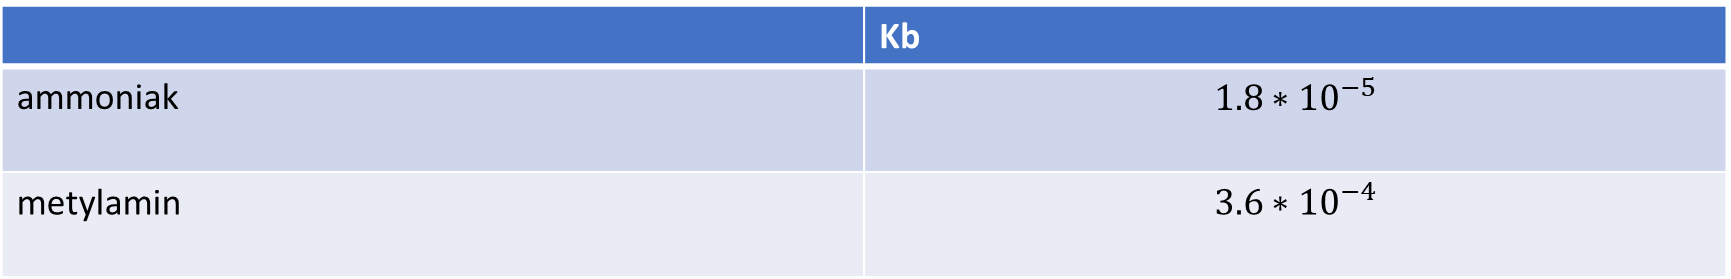 Kb
ammoniak 1.8 ∗ 10⁻⁵
metylamin 3.6 ∗ 10⁻⁴